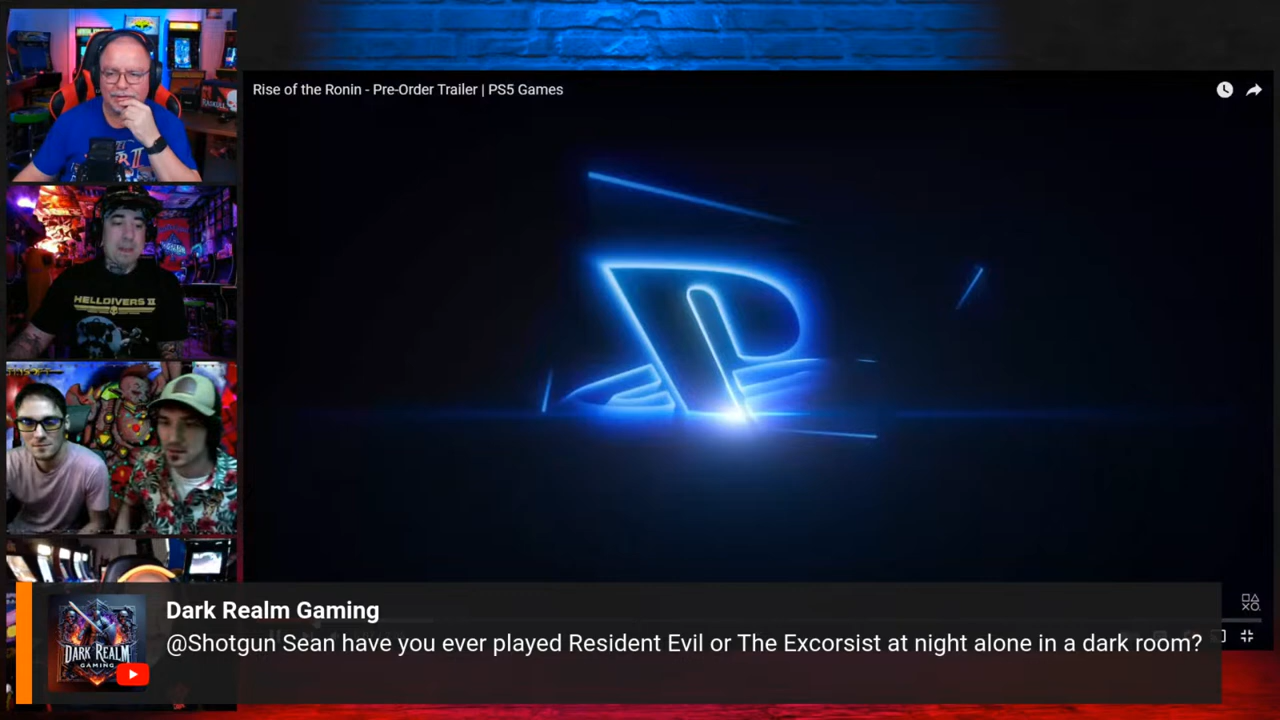 Rise of the Ronin - Pre-Order Trailer | PS5 Games
HELLDIVERS II
Dark Realm Gaming
@Shotgun Sean have you ever played Resident Evil or The Excorsist at night alone in a dark room?
DARK REALM
GAMING